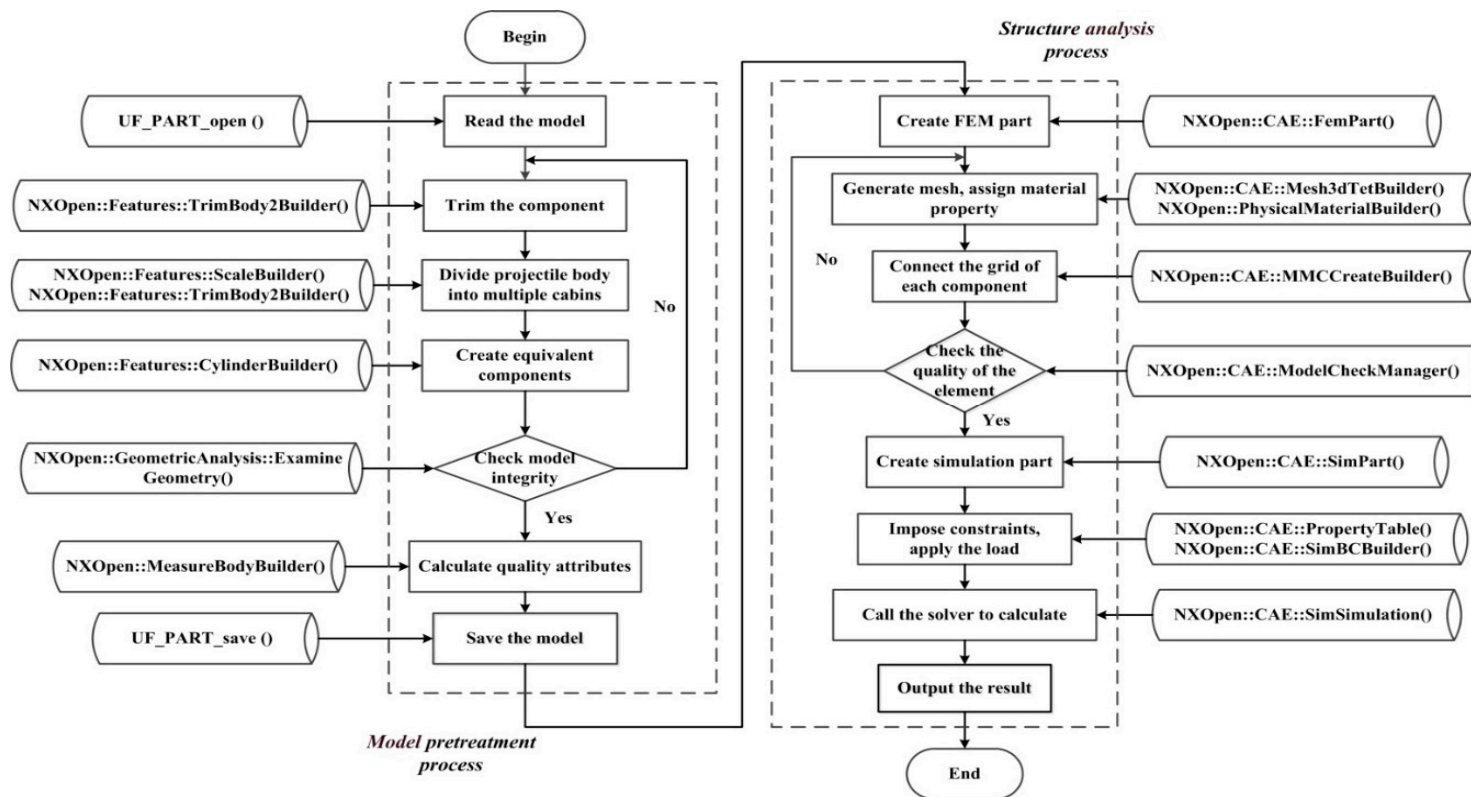 Begin
UF_PART_open ()
Read the model
NXOpen::Features::TrimBody2Builder()
Trim the component
NXOpen::Features::ScaleBuilder()
NXOpen::Features::TrimBody2Builder()
Divide projectile body
into multiple cabins
No
NXOpen::Features::CylinderBuilder()
Create equivalent
components
NXOpen::GeometricAnalysis::Examine
Geometry()
Check model
integrity
Yes
NXOpen::MeasureBodyBuilder()
Calculate quality attributes
UF_PART_save ()
Save the model
Model pretreatment
process
Structure analysis
process
Create FEM part
NXOpen::CAE::FemPart()
Generate mesh, assign material
property
NXOpen::CAE::Mesh3dTetBuilder()
NXOpen::PhysicalMaterialBuilder()
No
Connect the grid of
each component
NXOpen::CAE::MMCCreateBuilder()
Check the
quality of the
element
NXOpen::CAE::ModelCheckManager()
Yes
Create simulation part
NXOpen::CAE::SimPart()
Impose constraints,
apply the load
NXOpen::CAE::PropertyTable()
NXOpen::CAE::SimBCBuilder()
Call the solver to calculate
NXOpen::CAE::SimSimulation()
Output the result
End